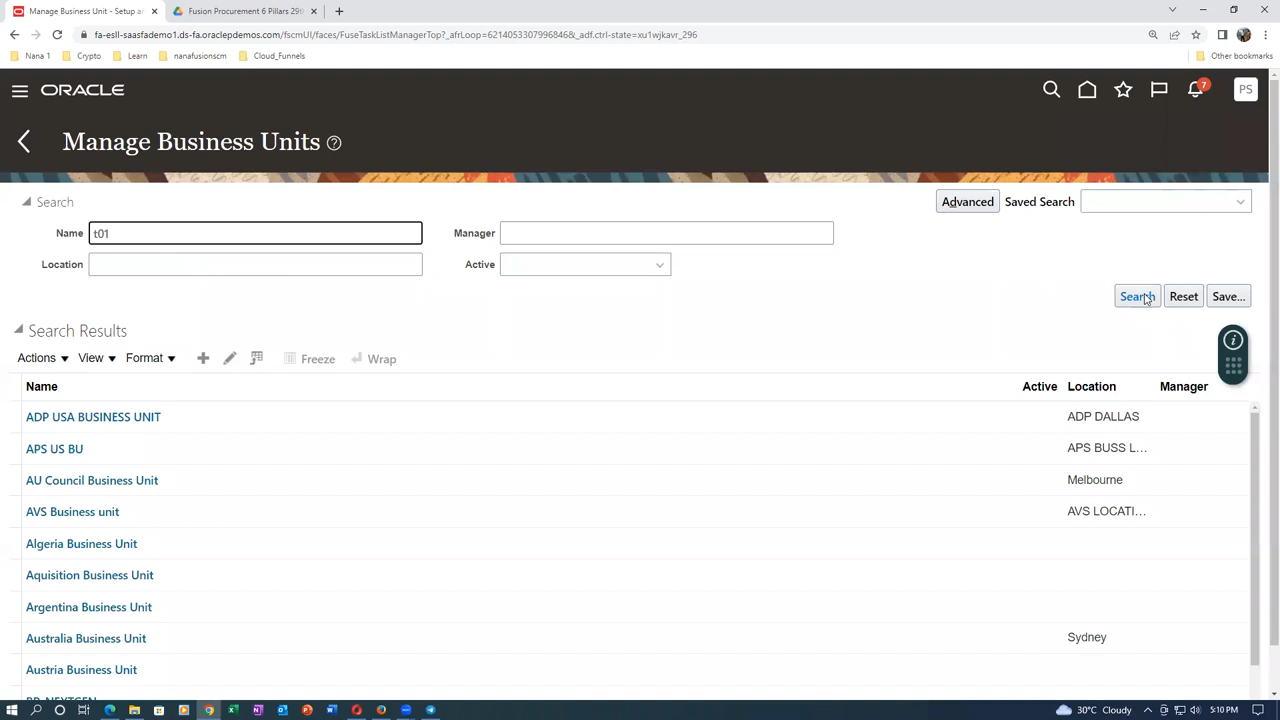 Manage Business Unit - Setup ar
Fusion Procurement 6 Pillars 29th
fa-esll-saasfademo1.ds-fa.oraclepdemos.com/fscmUI/faces/FuseTaskListManagerTop?_afrLoop=62140533079968468&_adf.ctrl-state=xu1wjkavr_296
Nana 1
Crypto
Learn
nanafusionscm
Cloud_Funnels
Other bookmarks
ORACLE
7
PS
Manage Business Units
Search
Advanced
Saved Search
Name
t01
Manager
Location
Active
Search
Reset
Save...
Search Results
Actions
View
Format
Freeze
Wrap
Name
Active
Location
Manager
ADP USA BUSINESS UNIT
ADP DALLAS
APS US BU
APS BUSS L...
AU Council Business Unit
Melbourne
AVS Business unit
AVS LOCATI...
Algeria Business Unit
Aquisition Business Unit
Argentina Business Unit
Australia Business Unit
Sydney
Austria Business Unit
30°C Cloudy
5:10 PM